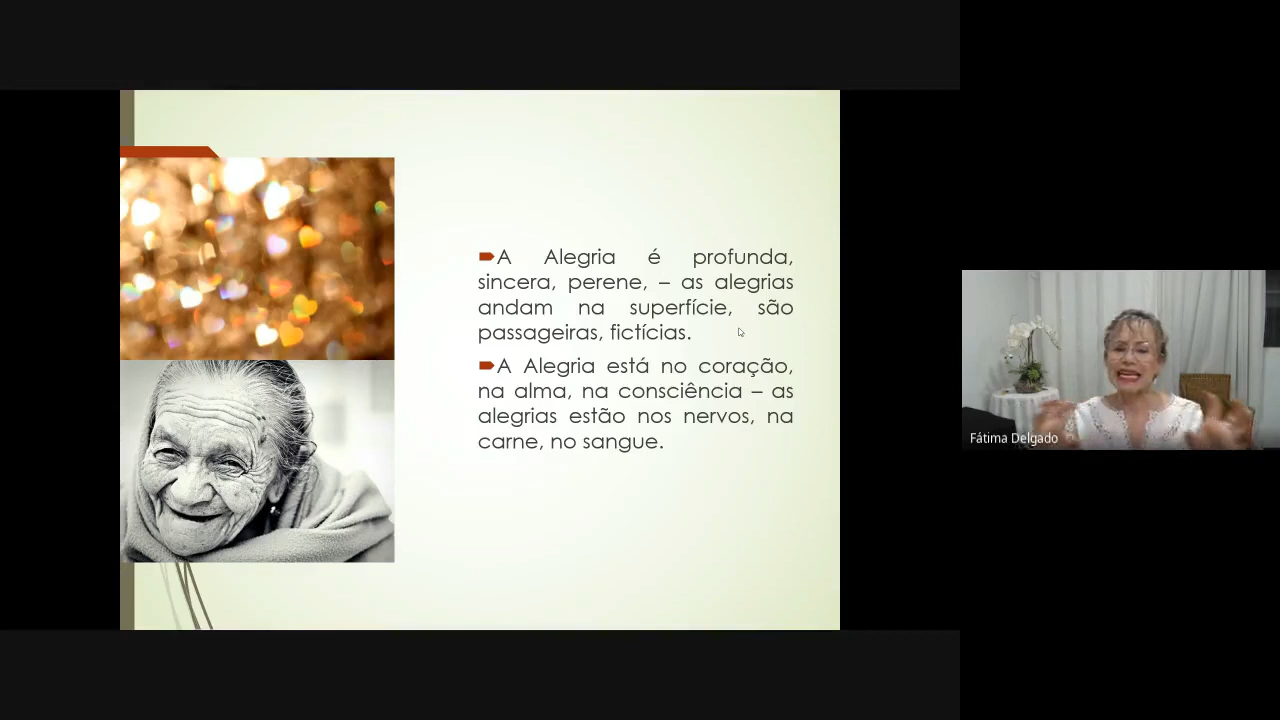 A Alegria é profunda,
sincera, perene, – as alegrias
andam na superfície, são
passageiras, fictícias.
A Alegria está no coração,
na alma, na consciência – as
alegrias estão nos nervos, na
carne, no sangue.
Fátima Delgado